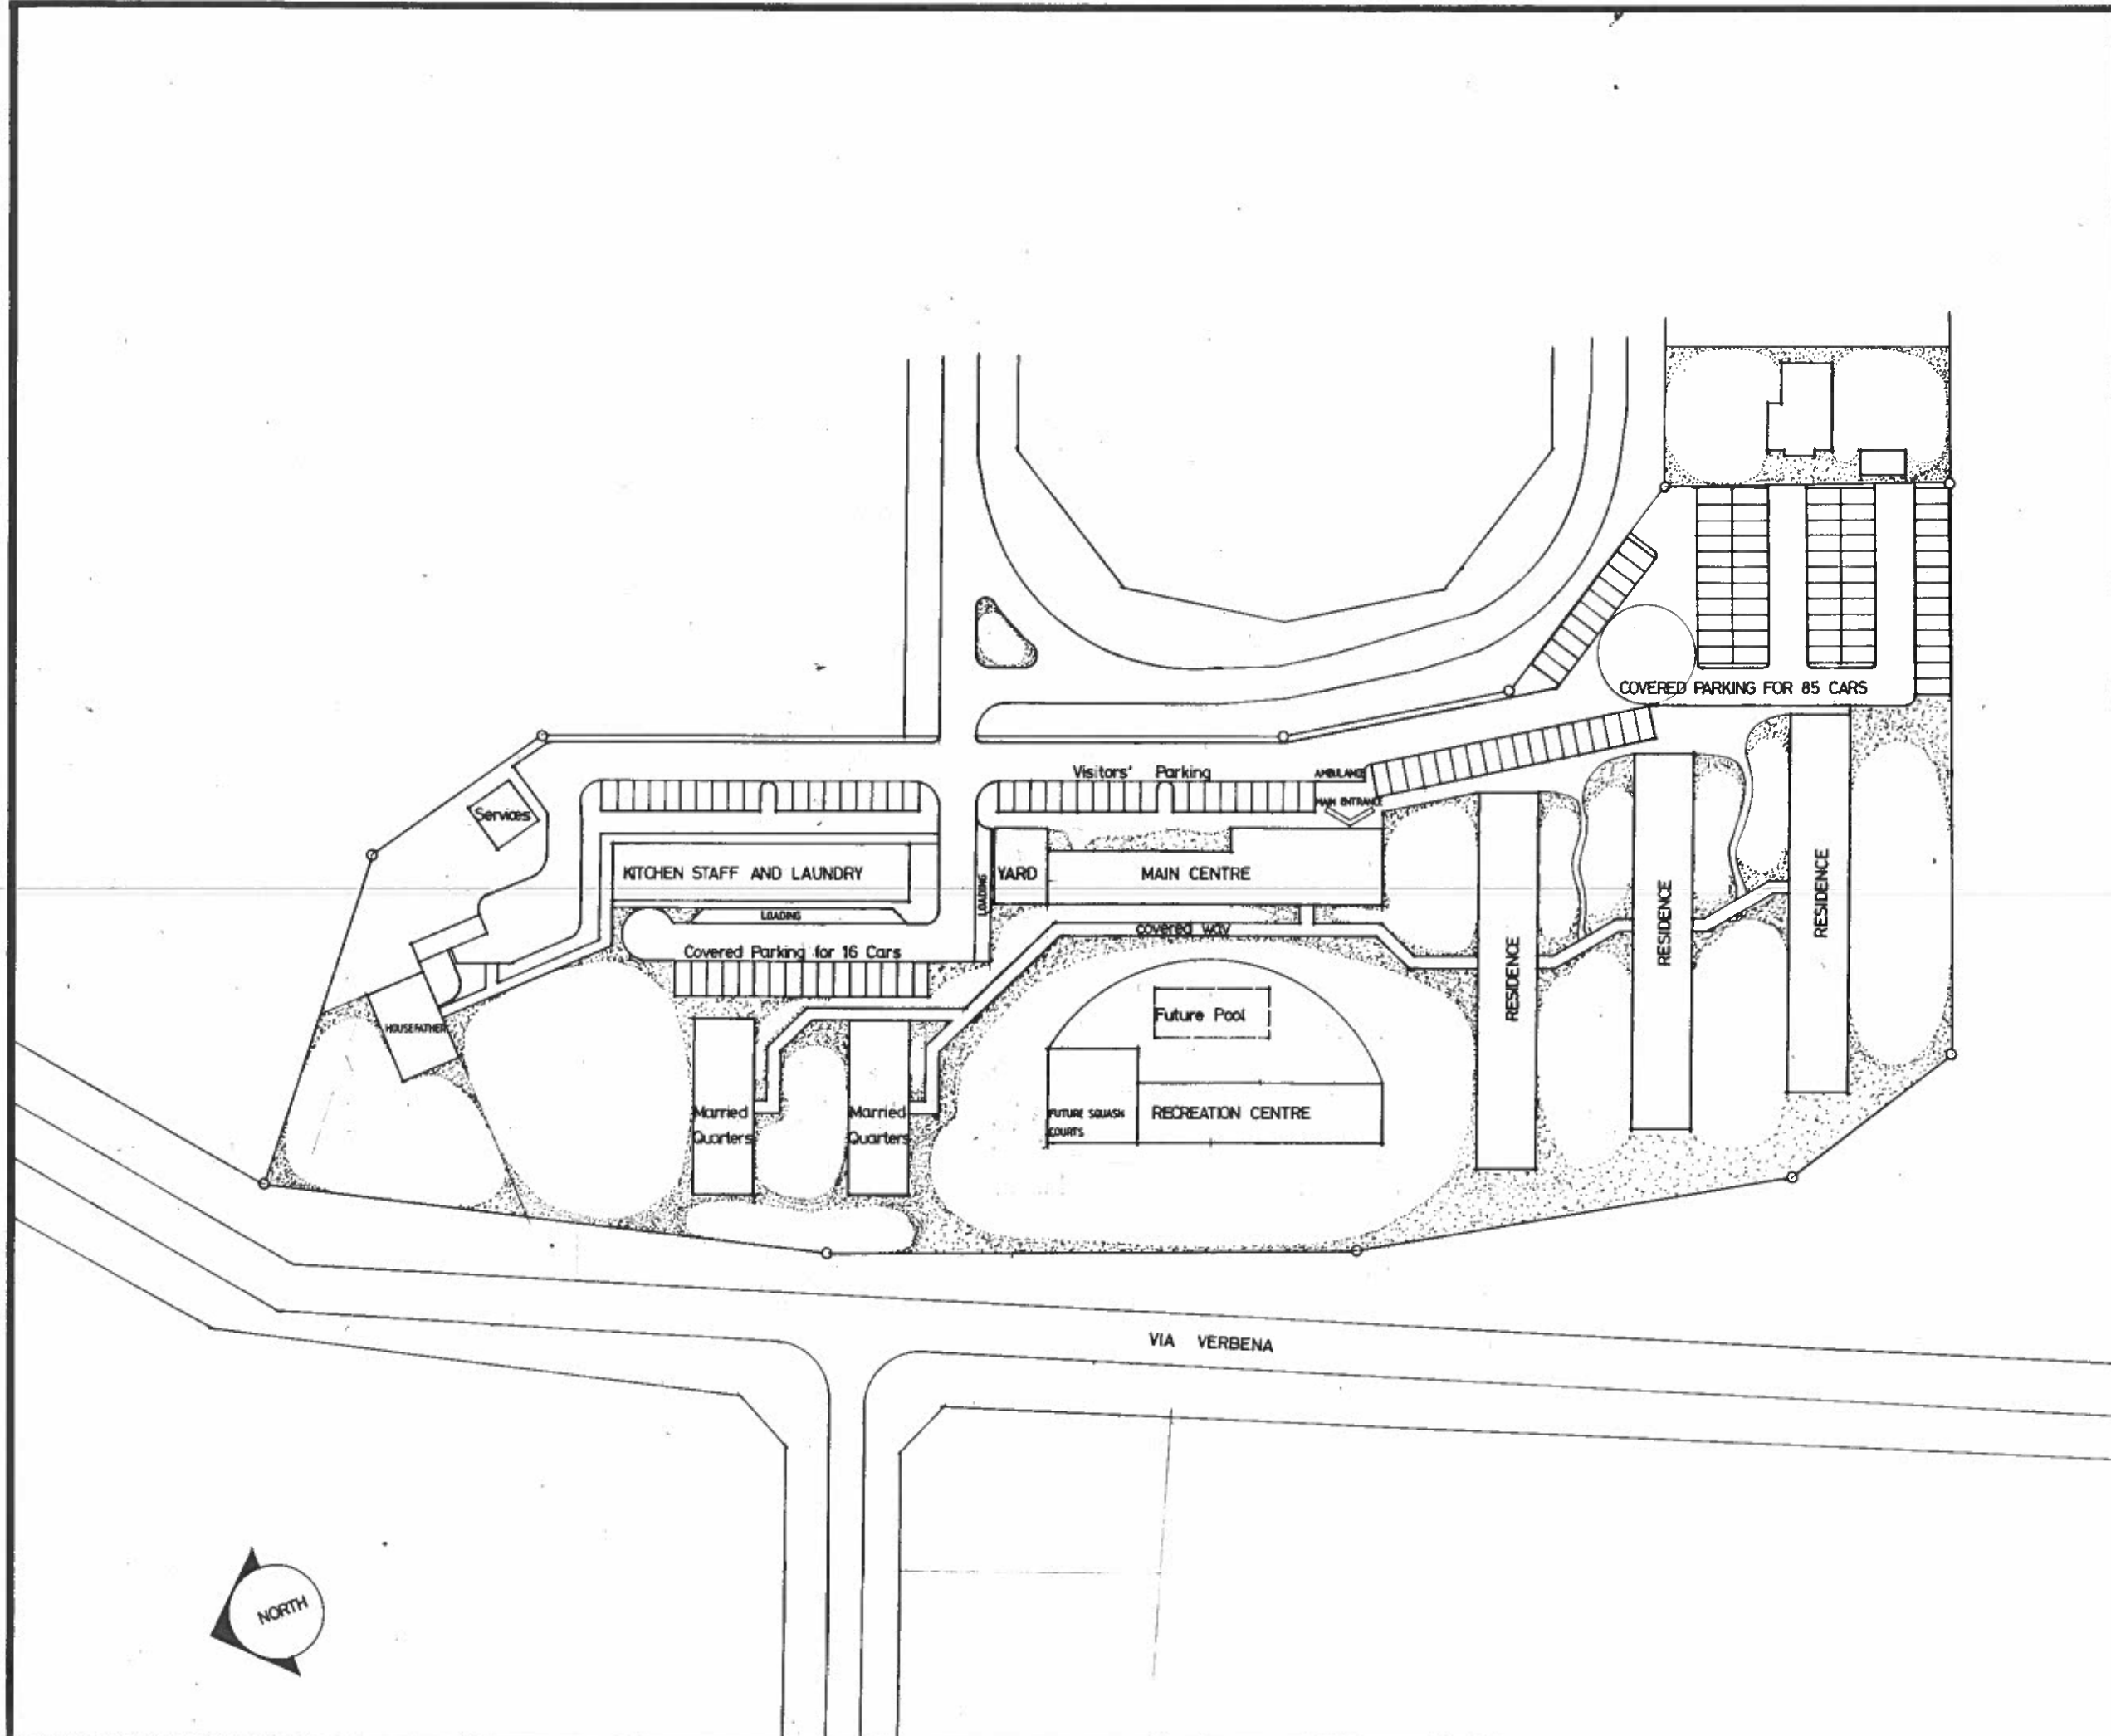 COVERED PARKING FOR 85 CARS
Visitors' Parking
AMBULANCE
MAIN ENTRANCE
Services
KITCHEN STAFF AND LAUNDRY
LOADING
YARD
MAIN CENTRE
LOADING
RESIDENCE
RESIDENCE
RESIDENCE
covered way
Covered Parking for 16 Cars
Future Pool
HOUSEFATHER
Married
Quarters
Married
Quarters
FUTURE SQUASH
COURTS
RECREATION CENTRE
VIA VERBENA
NORTH